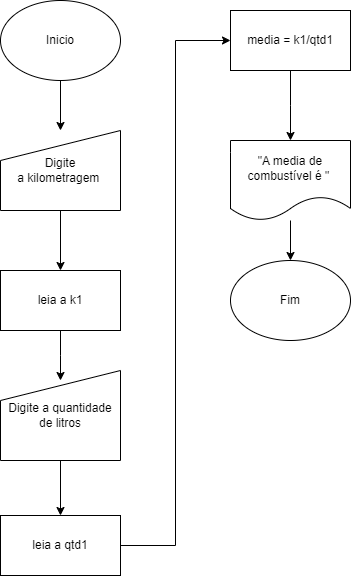 Inicio
Digite
a kilometragem
leia a k1
Digite a quantidade
de litros
leia a qtd1
media = k1/qtd1
"A media de
combustível é "
Fim